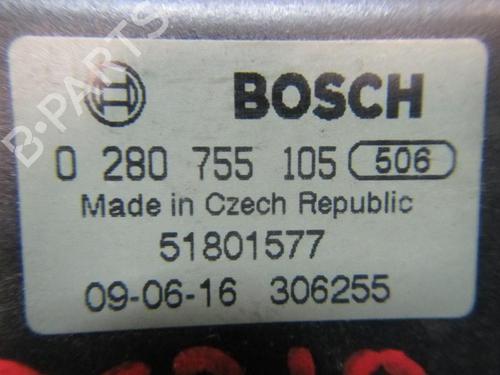 BOSCH
0 280 755 105 506
Made in Czech Republic
51801577
09-06-16 306255
B-PARTS